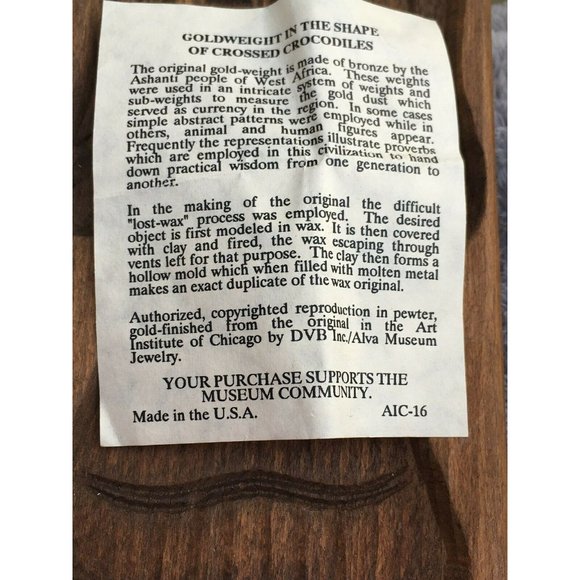 GOLDWEIGHT IN THE SHAPE
OF CROSSED CROCODILES
The original gold-weight is made of bronze by the
Ashanti people of West Africa. These weights
were used in an intricate system of weights and
sub-weights to measure the gold dust which
served as currency in the region. In some cases
simple abstract patterns were employed while in
others, animal and human figures appear.
Frequently the representations illustrate proverbs
which are employed in this civilization to hand
down practical wisdom from one generation to
another.
In the making of the original the difficult
"lost-wax" process was employed. The desired
object is first modeled in wax. It is then covered
with clay and fired, the wax escaping through
vents left for that purpose. The clay then forms a
hollow mold which when filled with molten metal
makes an exact duplicate of the wax original.
Authorized, copyrighted reproduction in pewter,
gold-finished from the original in the Art
Institute of Chicago by DVB Inc./Alva Museum
Jewelry.
YOUR PURCHASE SUPPORTS THE
MUSEUM COMMUNITY.
Made in the U.S.A. AIC-16